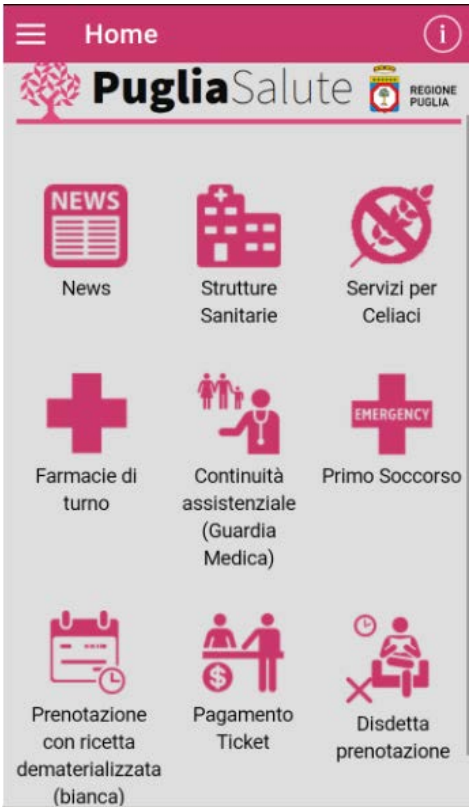 Home
PugliaSalute
REGIONE
PUGLIA
NEWS
News
Strutture
Sanitarie
Servizi per
Celiaci
EMERGENCY
Farmacie di
turno
Continuità
assistenziale
(Guardia
Medica)
Primo Soccorso
Prenotazione
con ricetta
dematerializzata
(bianca)
Pagamento
Ticket
Disdetta
prenotazione